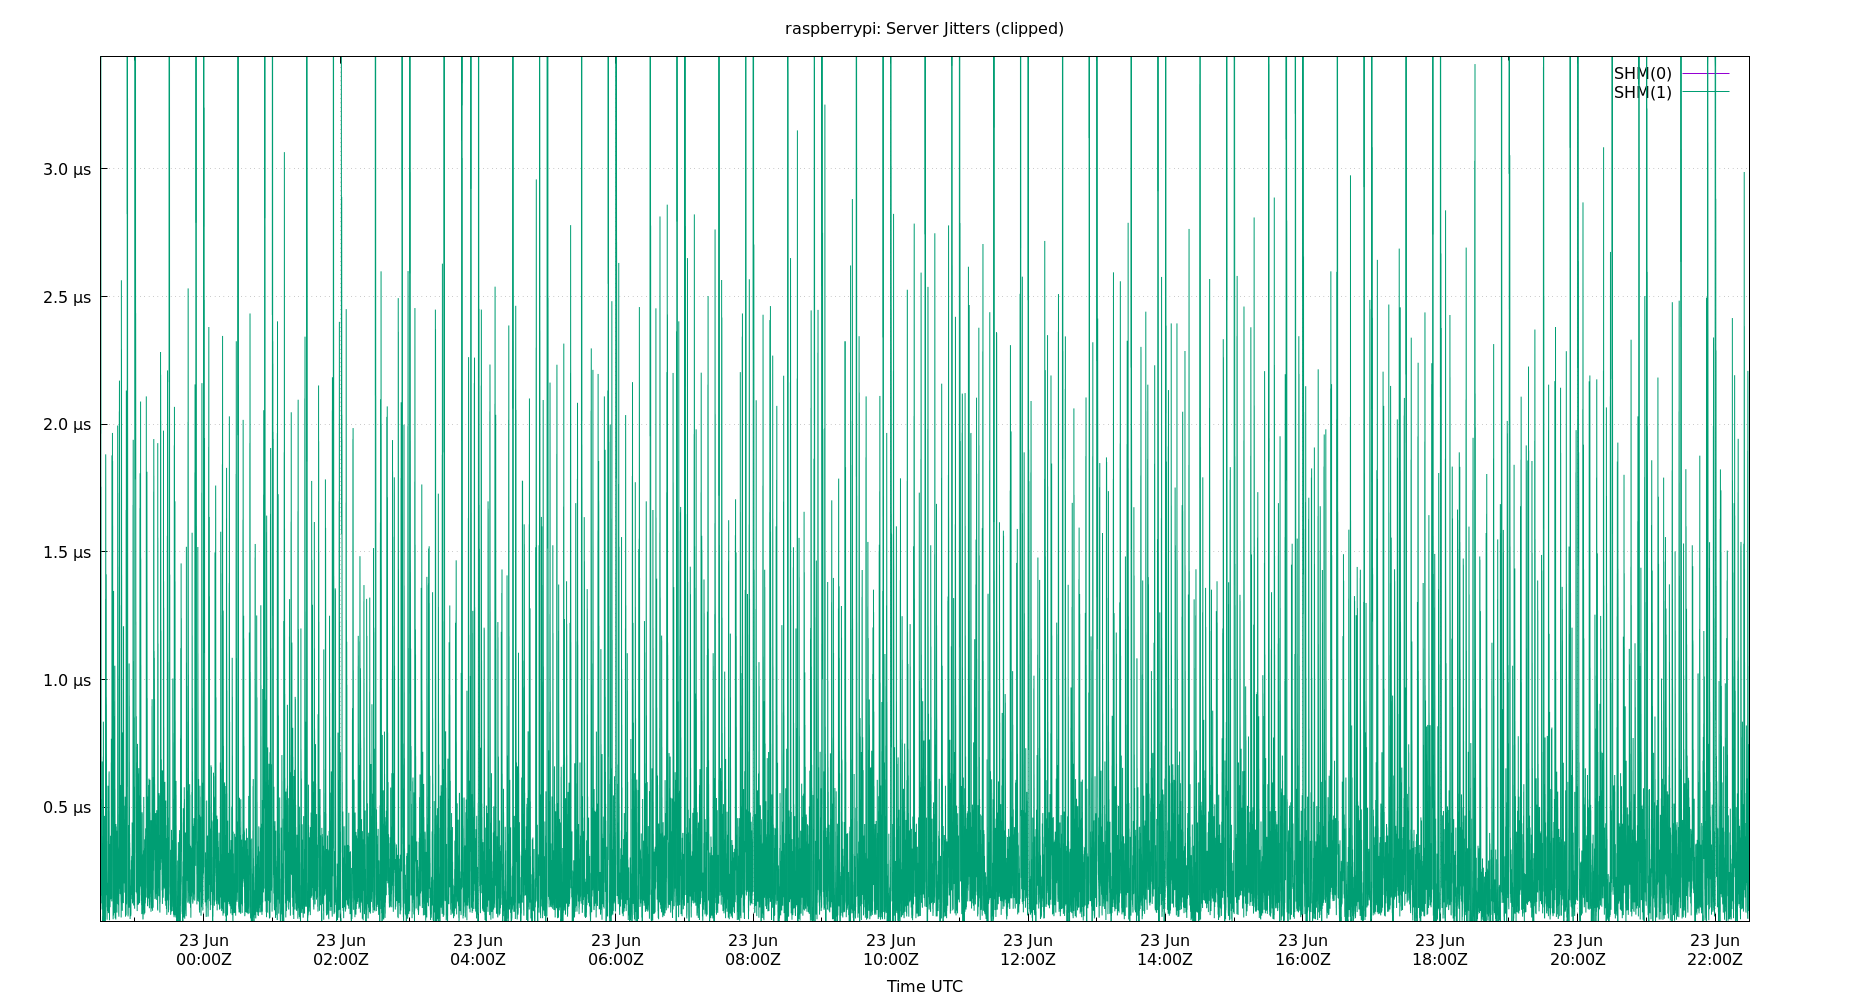 raspberrypi: Server Jitters (clipped)
SHM(0)
SHM(1)
3.0 µs
2.5 µs
2.0 µs
1.5 µs
1.0 µs
0.5 µs
23 Jun 23 Jun 23 Jun 23 Jun 23 Jun 23 Jun 23 Jun 23 Jun 23 Jun 23 Jun 23 Jun 23 Jun
00:00Z 02:00Z 04:00Z 06:00Z 08:00Z 10:00Z 12:00Z 14:00Z 16:00Z 18:00Z 20:00Z 22:00Z
Time UTC